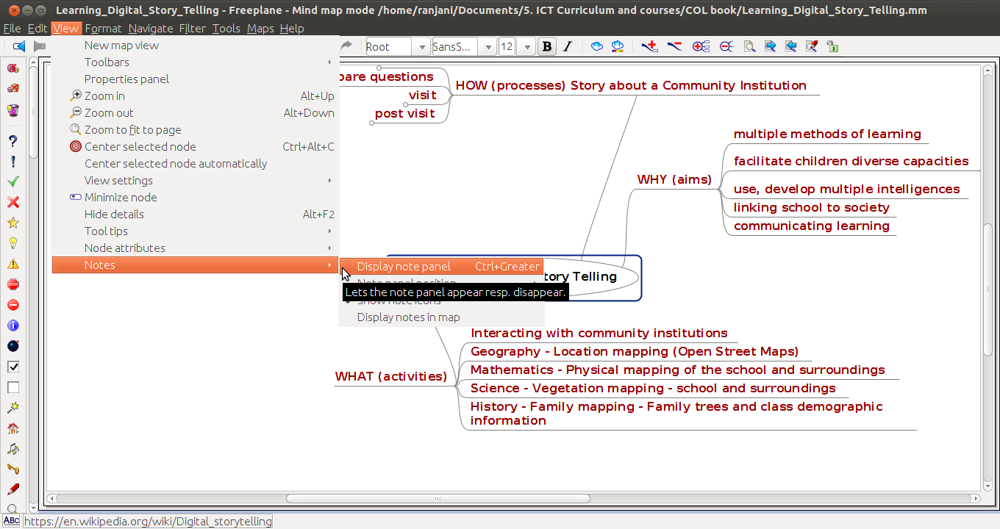 Learning_Digital_Story_Telling - Freeplane - Mind map mode /home/ranjani/Documents/5. ICT Curriculum and courses/COL book/Learning_Digital_Story_Telling.mm
File Edit View Format Navigate Filter Tools Maps Help
Root SansS... 12 B I
New map view
Toolbars
Properties panel
Zoom in Alt+Up
Zoom out Alt+Down
Zoom to fit to page
Center selected node Ctrl+Alt+C
Center selected node automatically
View settings
Minimize node
Hide details Alt+F2
Tool tips
Node attributes
Notes
Display note panel Ctrl+Greater
Note panel position
Lets the note panel appear resp. disappear.
Show note icons
Display notes in map
pare questions
visit
post visit
HOW (processes) Story about a Community Institution
WHY (aims)
multiple methods of learning
facilitate children diverse capacities
use, develop multiple intelligences
linking school to society
communicating learning
tory Telling
WHAT (activities)
Interacting with community institutions
Geography - Location mapping (Open Street Maps)
Mathematics - Physical mapping of the school and surroundings
Science - Vegetation mapping - school and surroundings
History - Family mapping - Family trees and class demographic
information
STOP
ABC https://en.wikipedia.org/wiki/Digital_storytelling